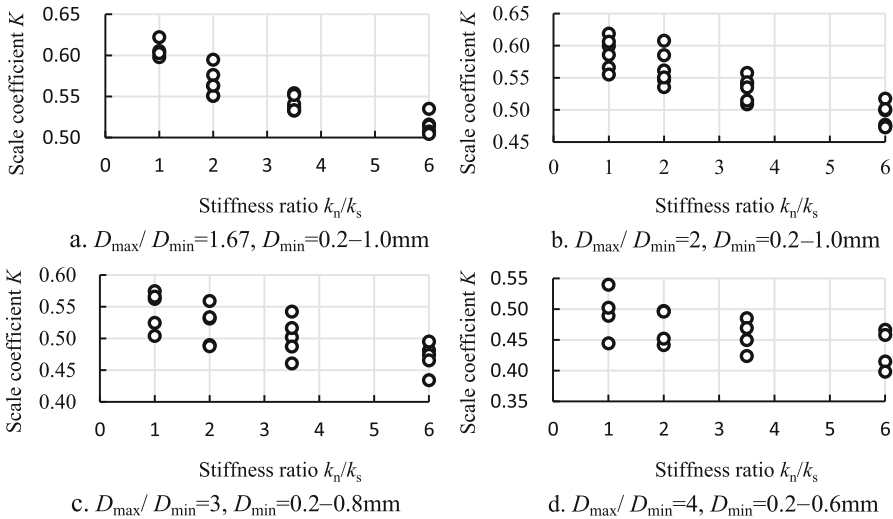 Scale coefficient K
0.65
0.60
0.55
0.50
0 1 2 3 4 5 6
Stiffness ratio kn/ks
a. Dmax/ Dmin=1.67, Dmin=0.2–1.0mm
Scale coefficient K
0.65
0.60
0.55
0.50
0.45
0 1 2 3 4 5 6
Stiffness ratio kn/ks
b. Dmax/ Dmin=2, Dmin=0.2–1.0mm
Scale coefficient K
0.60
0.55
0.50
0.45
0.40
0 1 2 3 4 5 6
Stiffness ratio kn/ks
c. Dmax/ Dmin=3, Dmin=0.2–0.8mm
Scale coefficient K
0.55
0.50
0.45
0.40
0.35
0 1 2 3 4 5 6
Stiffness ratio kn/ks
d. Dmax/ Dmin=4, Dmin=0.2–0.6mm